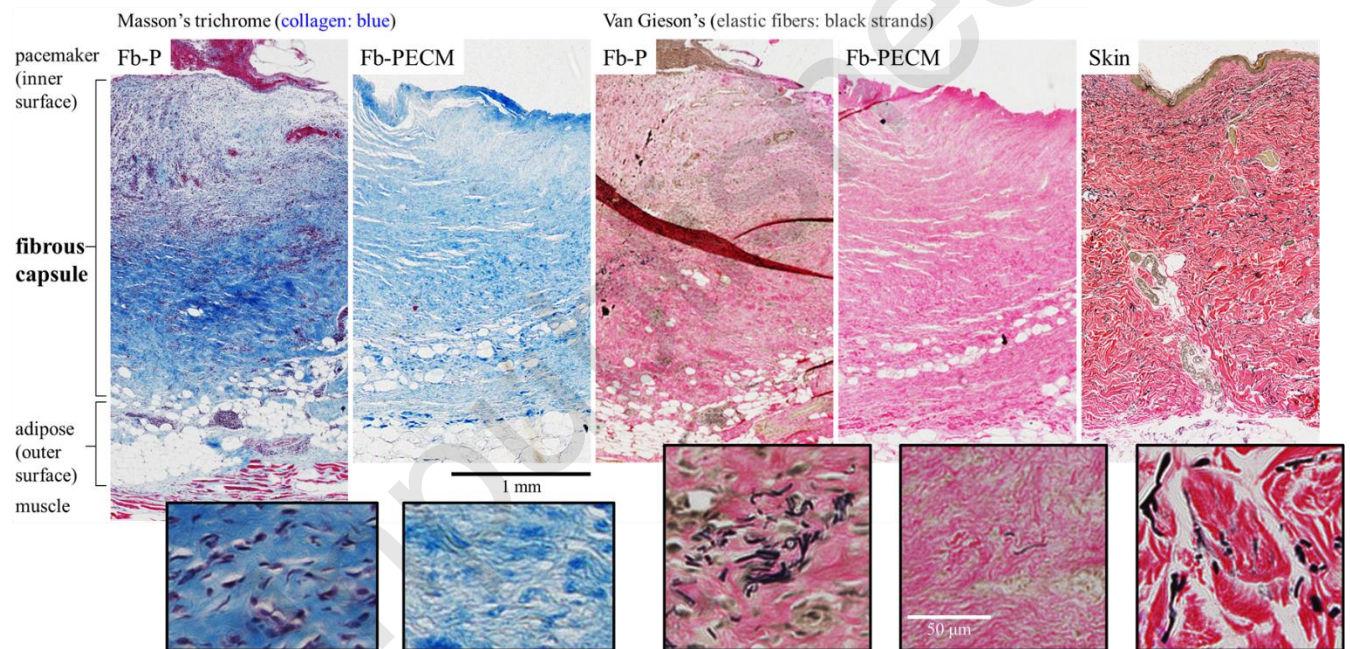 Masson's trichrome (collagen: blue)
Van Gieson's (elastic fibers: black strands)
pacemaker
(inner
surface)
Fb-P
Fb-PECM
Fb-P
Fb-PECM
Skin
fibrous
capsule
adipose
(outer
surface)
muscle
1 mm
50 μm